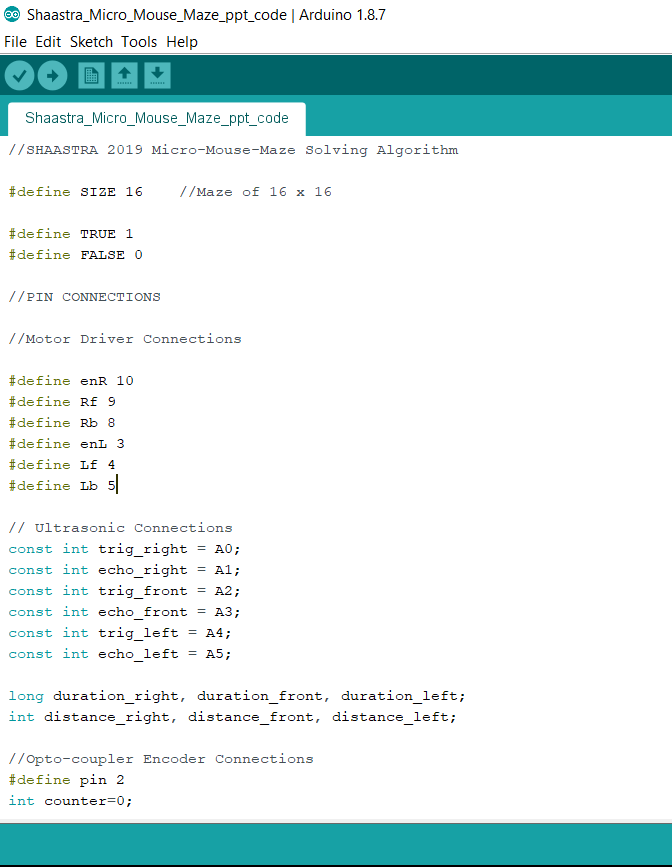 Shaastra_Micro_Mouse_Maze_ppt_code | Arduino 1.8.7
File Edit Sketch Tools Help
Shaastra_Micro_Mouse_Maze_ppt_code
//SHAASTRA 2019 Micro-Mouse-Maze Solving Algorithm
#define SIZE 16    //Maze of 16 x 16
#define TRUE 1
#define FALSE 0
//PIN CONNECTIONS
//Motor Driver Connections
#define enR 10
#define Rf 9
#define Rb 8
#define enL 3
#define Lf 4
#define Lb 5
// Ultrasonic Connections
const int trig_right = A0;
const int echo_right = A1;
const int trig_front = A2;
const int echo_front = A3;
const int trig_left = A4;
const int echo_left = A5;
long duration_right, duration_front, duration_left;
int distance_right, distance_front, distance_left;
//Opto-coupler Encoder Connections
#define pin 2
int counter=0;